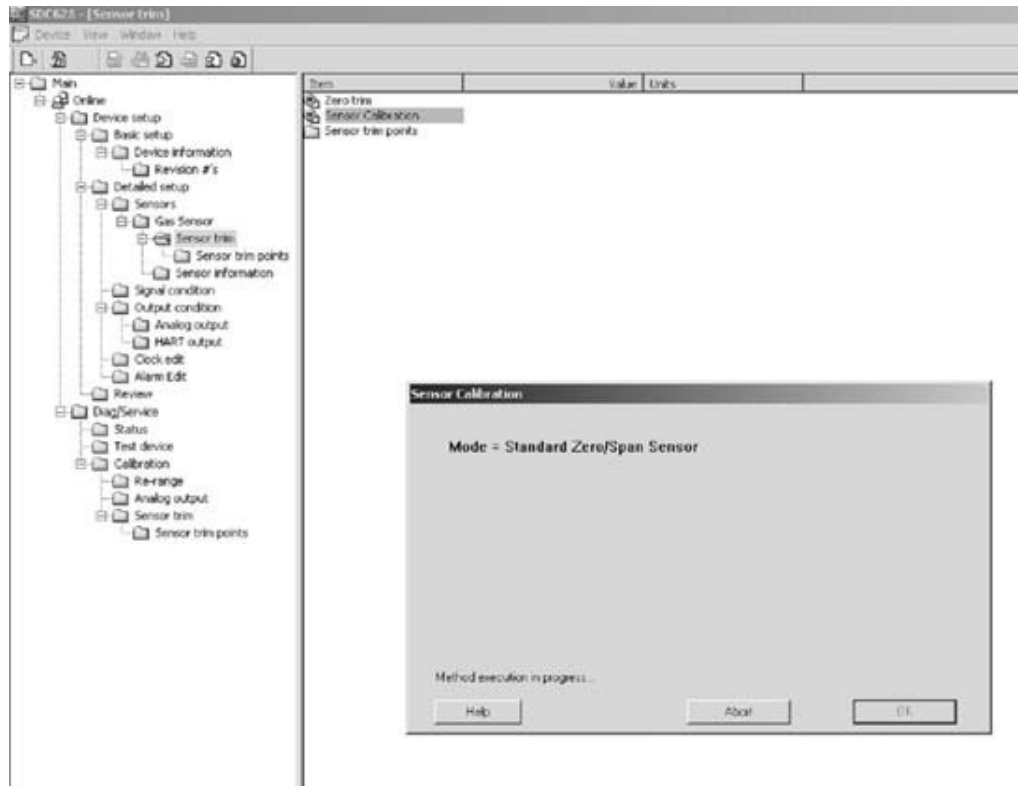 SDC625 - [Sensor trim]
Device View Window Help
Main
Online
Device setup
Basic setup
Device information
Revision #'s
Detailed setup
Sensors
Gas Sensor
Sensor trim
Sensor trim points
Sensor information
Signal condition
Output condition
Analog output
HART output
Clock edit
Alarm Edit
Review
Diag/Service
Status
Test device
Calibration
Re-range
Analog output
Sensor trim
Sensor trim points
Item Value Units
Zero trim
Sensor Calibration
Sensor trim points
Sensor Calibration
Mode = Standard Zero/Span Sensor
Method execution in progress...
Help Abort OK